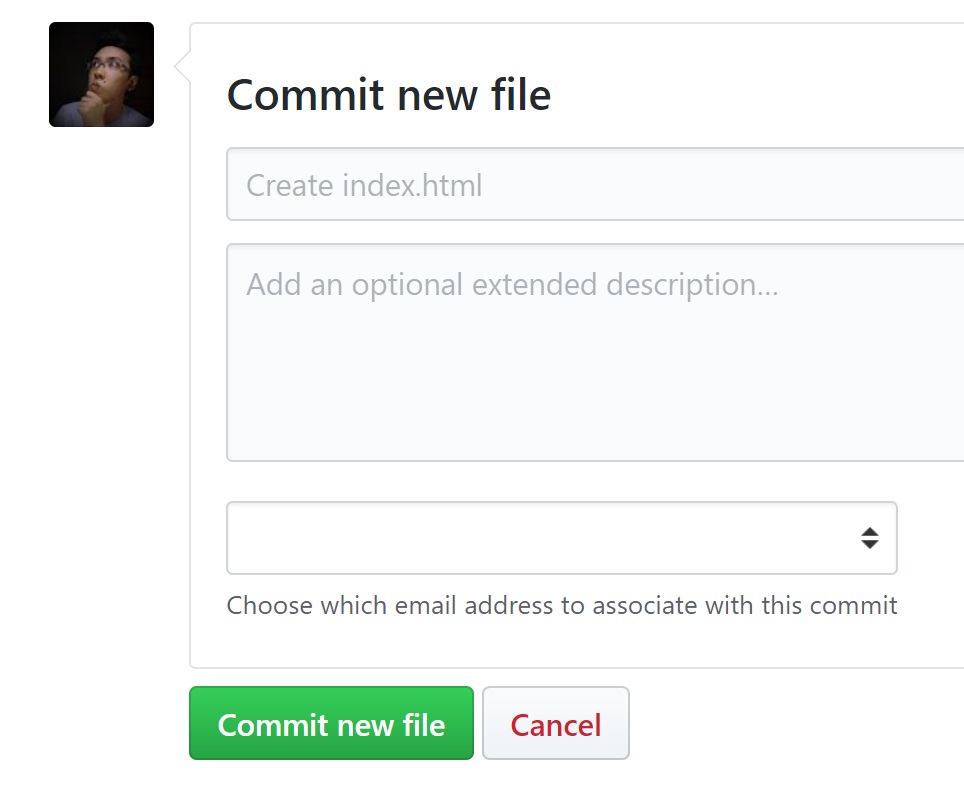 Commit new file
Create index.html
Add an optional extended description...
Choose which email address to associate with this commit
Commit new file
Cancel